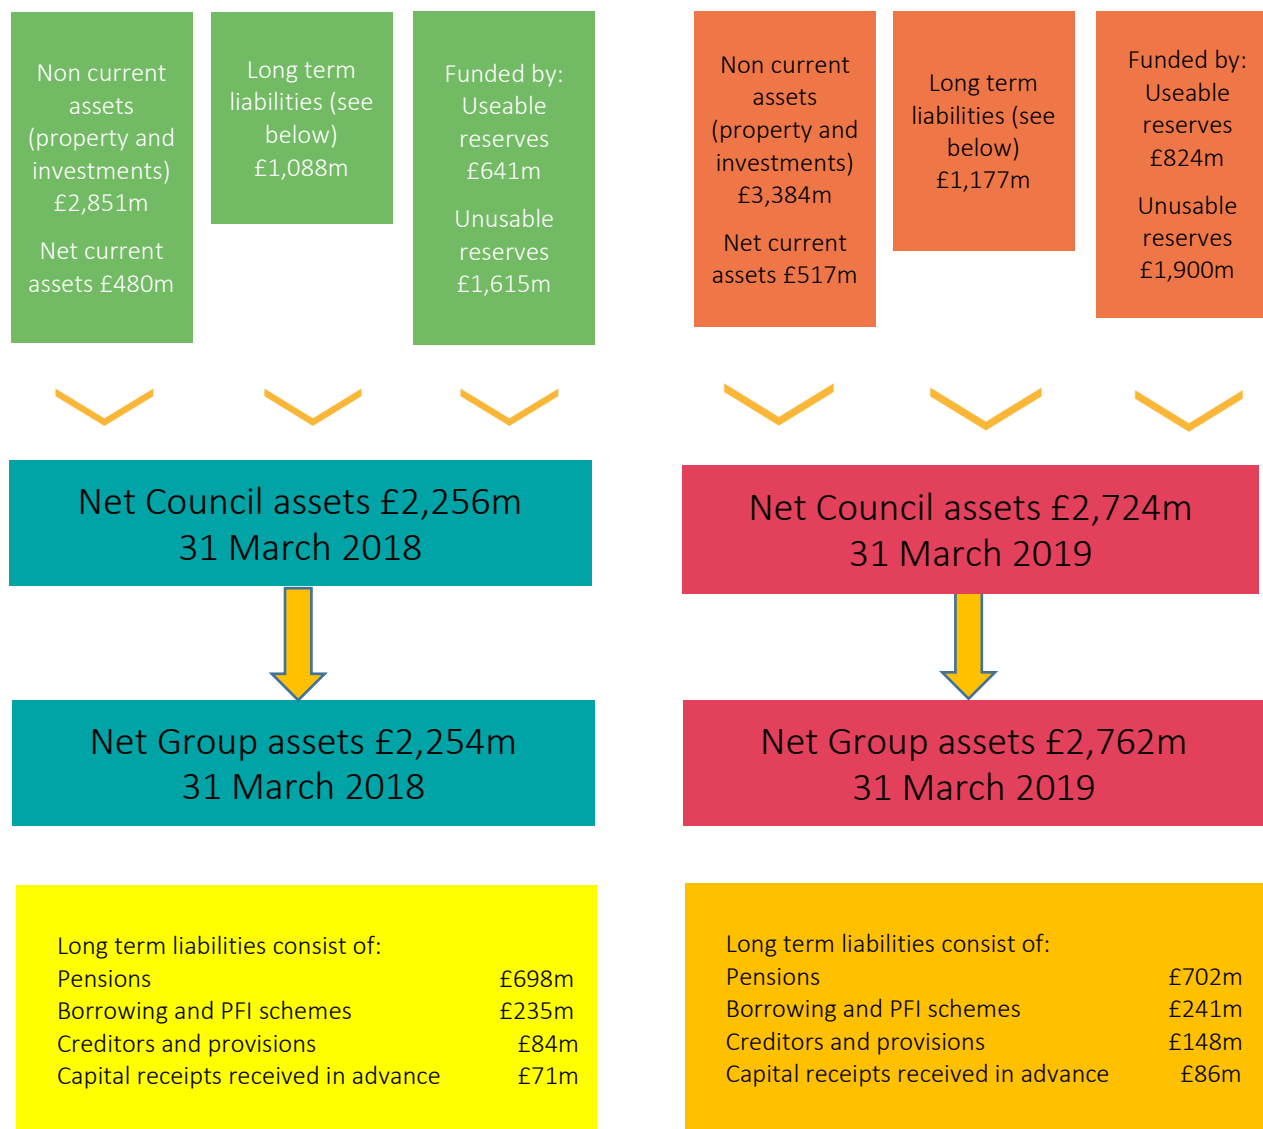 Non current
assets
(property and
investments)
£2,851m
Net current
assets £480m
Long term
liabilities (see
below)
£1,088m
Funded by:
Useable
reserves
£641m
Unusable
reserves
£1,615m
Non current
assets
(property and
investments)
£3,384m
Net current
assets £517m
Long term
liabilities (see
below)
£1,177m
Funded by:
Useable
reserves
£824m
Unusable
reserves
£1,900m
Net Council assets £2,256m
31 March 2018
Net Council assets £2,724m
31 March 2019
Net Group assets £2,254m
31 March 2018
Net Group assets £2,762m
31 March 2019
Long term liabilities consist of:
Pensions £698m
Borrowing and PFI schemes £235m
Creditors and provisions £84m
Capital receipts received in advance £71m
Long term liabilities consist of:
Pensions £702m
Borrowing and PFI schemes £241m
Creditors and provisions £148m
Capital receipts received in advance £86m